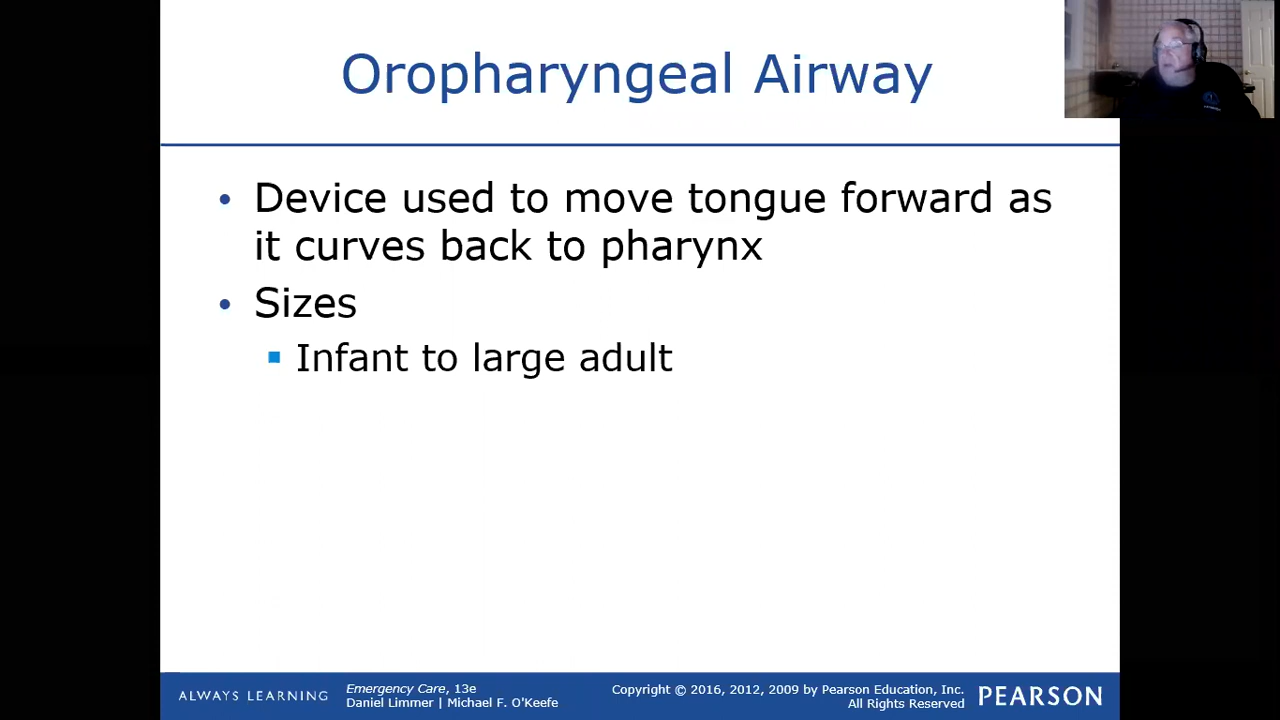 Oropharyngeal Airway
• Device used to move tongue forward as
it curves back to pharynx
• Sizes
▪ Infant to large adult
ALWAYS LEARNING
Emergency Care, 13e
Daniel Limmer | Michael F. O'Keefe
Copyright © 2016, 2012, 2009 by Pearson Education, Inc.
All Rights Reserved
PEARSON